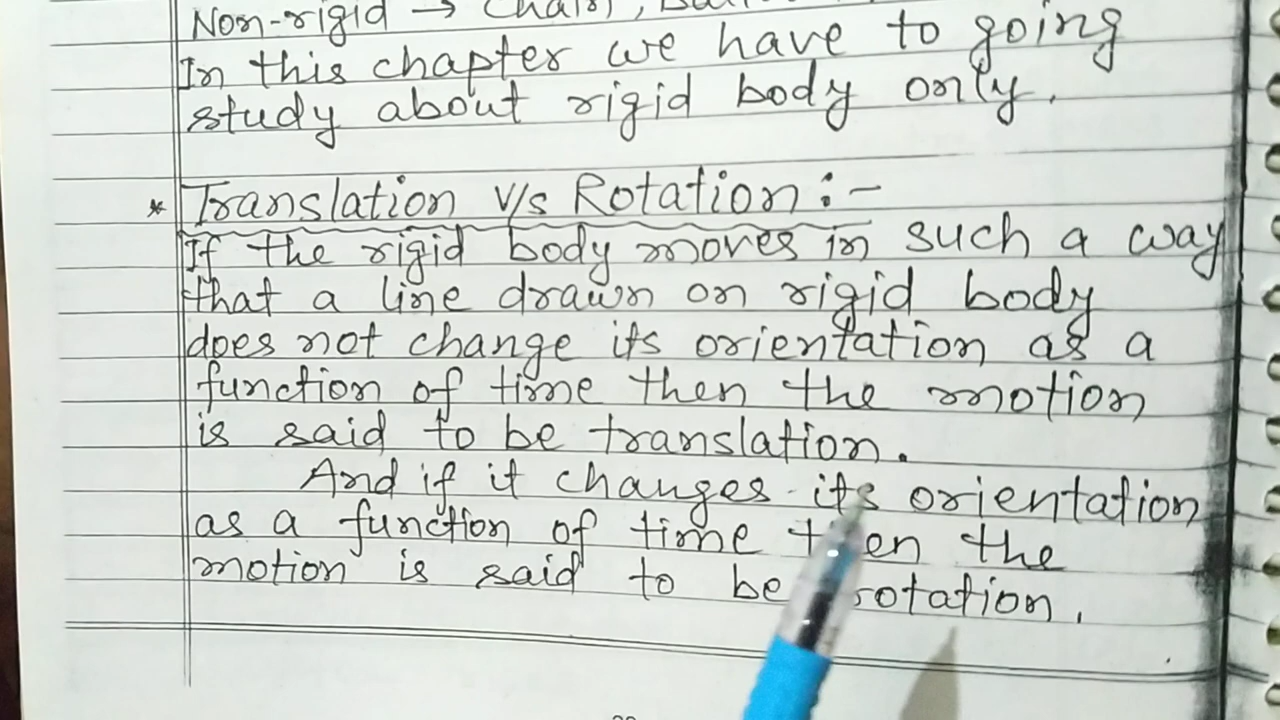 Non-rigid → Chain,
In this chapter we have to going
study about rigid body only.
* Translation v/s Rotation :-
If the rigid body moves in such a way
that a line drawn on rigid body
does not change its orientation as a
function of time then the motion
is said to be translation.
And if it changes its orientation
as a function of time then the
motion is said to be rotation.